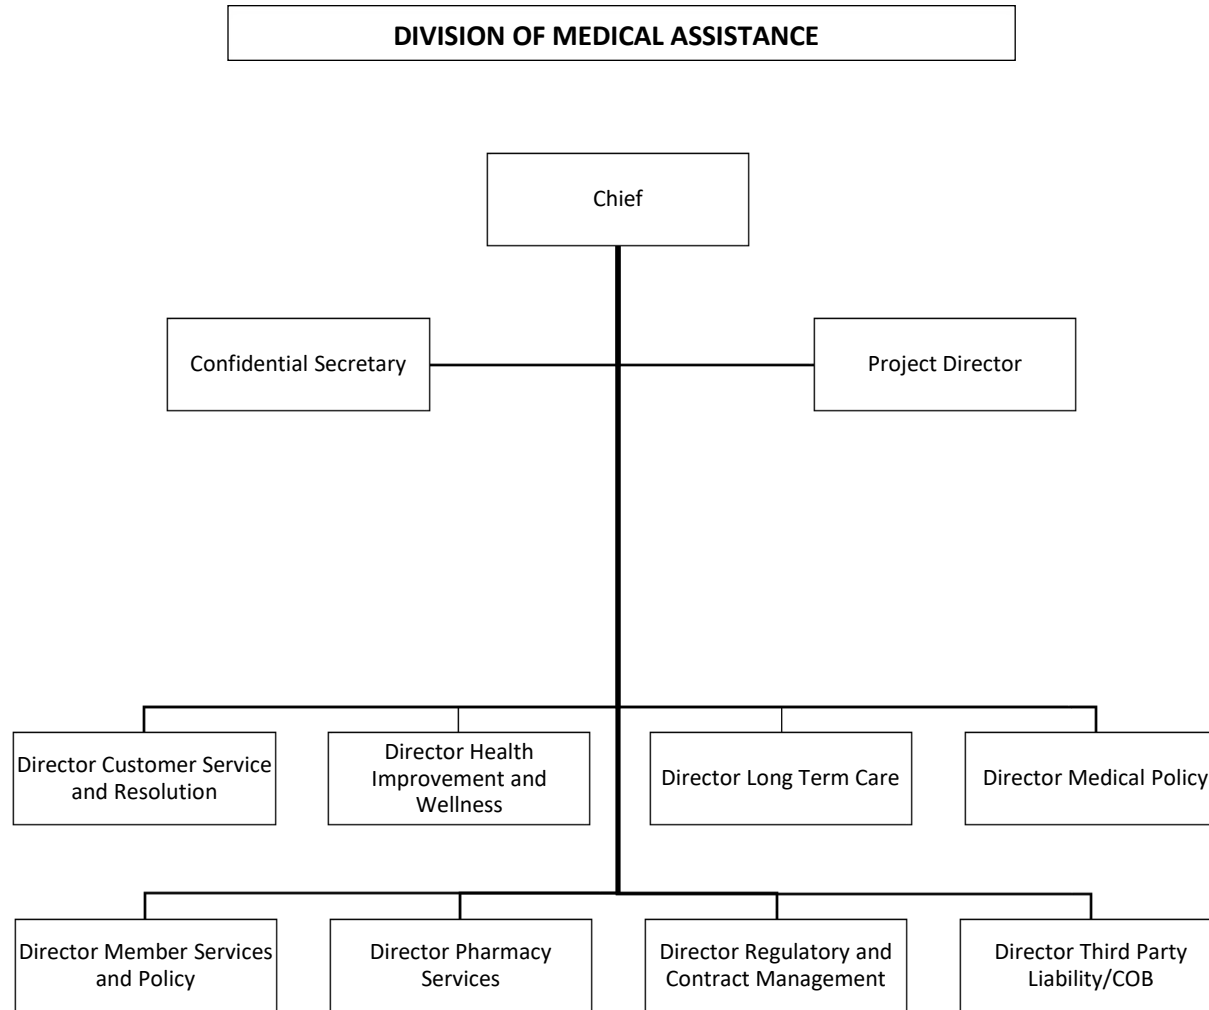 DIVISION OF MEDICAL ASSISTANCE
Chief
Confidential Secretary
Project Director
Director Customer Service
and Resolution
Director Health
Improvement and
Wellness
Director Long Term Care
Director Medical Policy
Director Member Services
and Policy
Director Pharmacy
Services
Director Regulatory and
Contract Management
Director Third Party
Liability/COB